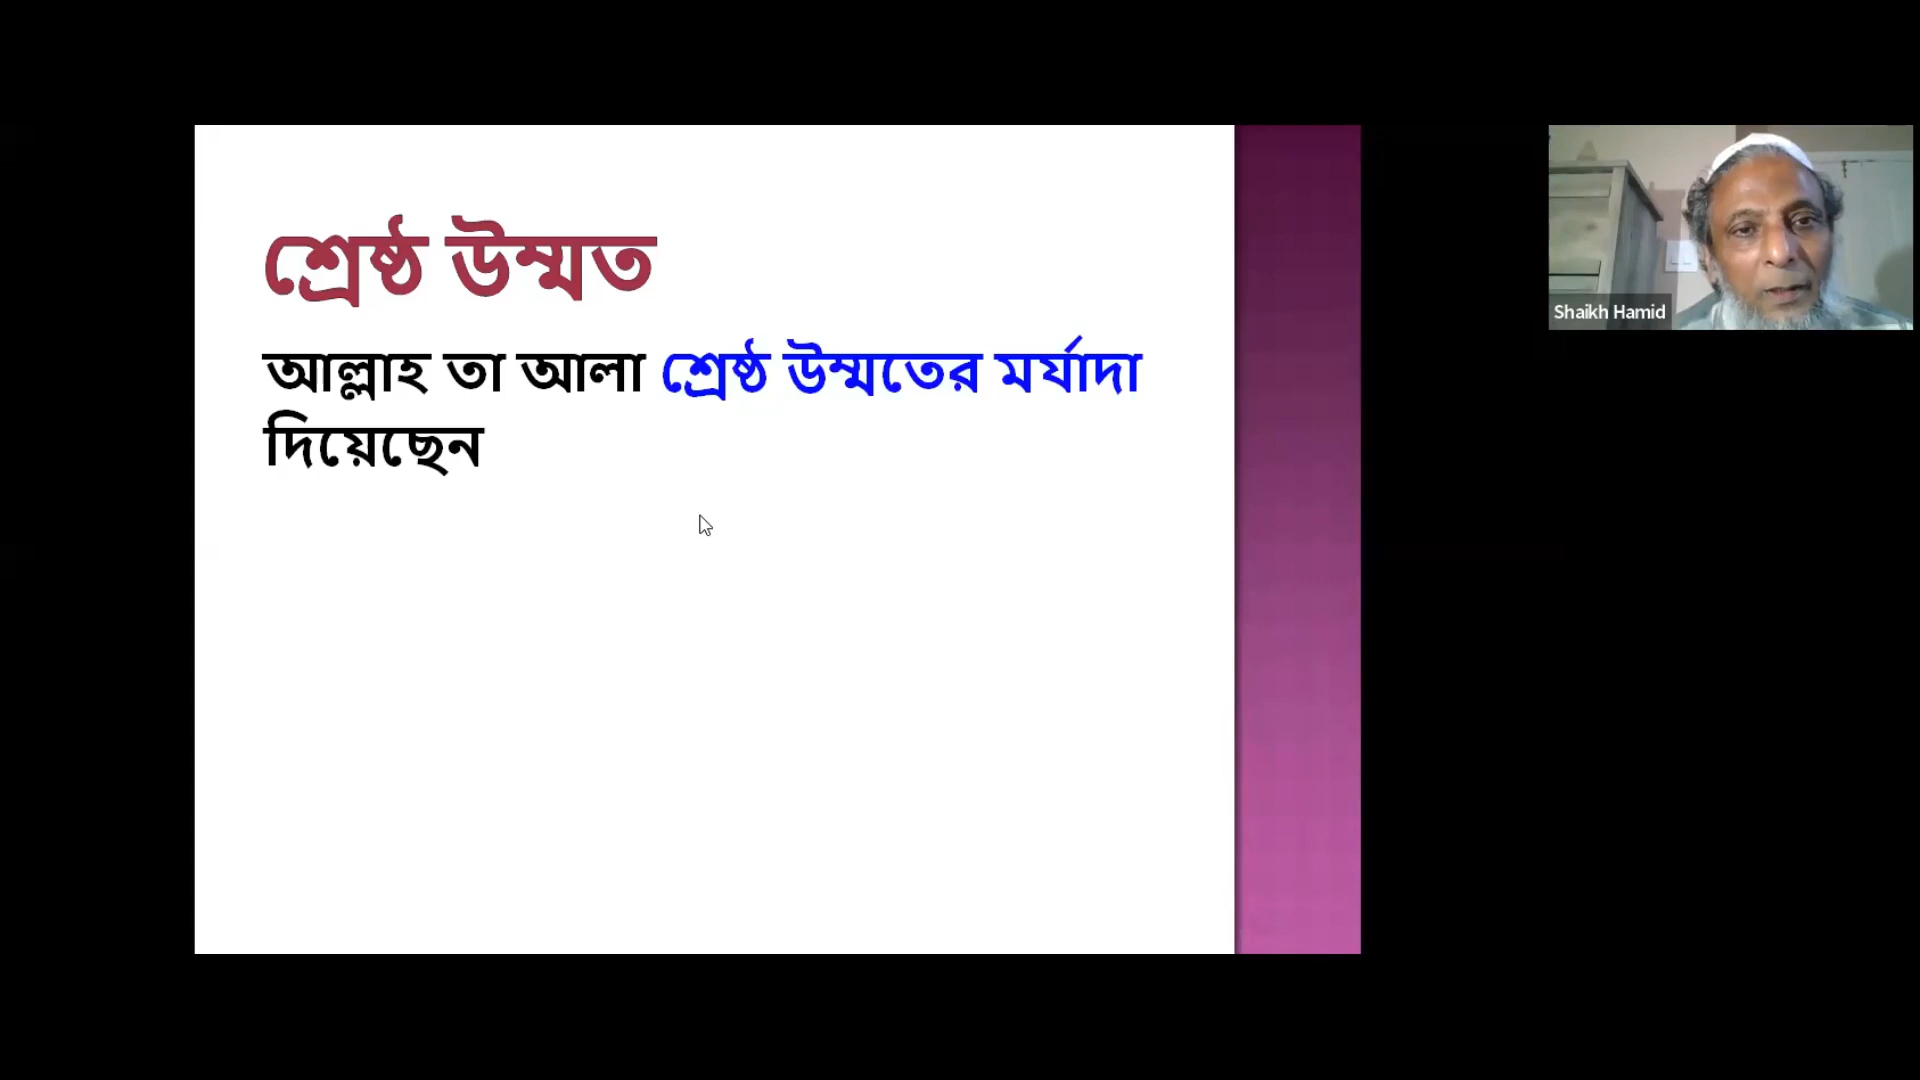 শ্রেষ্ঠ উম্মত
আল্লাহ তা আলা শ্রেষ্ঠ উম্মতের মর্যাদা
দিয়েছেন
Shaikh Hamid